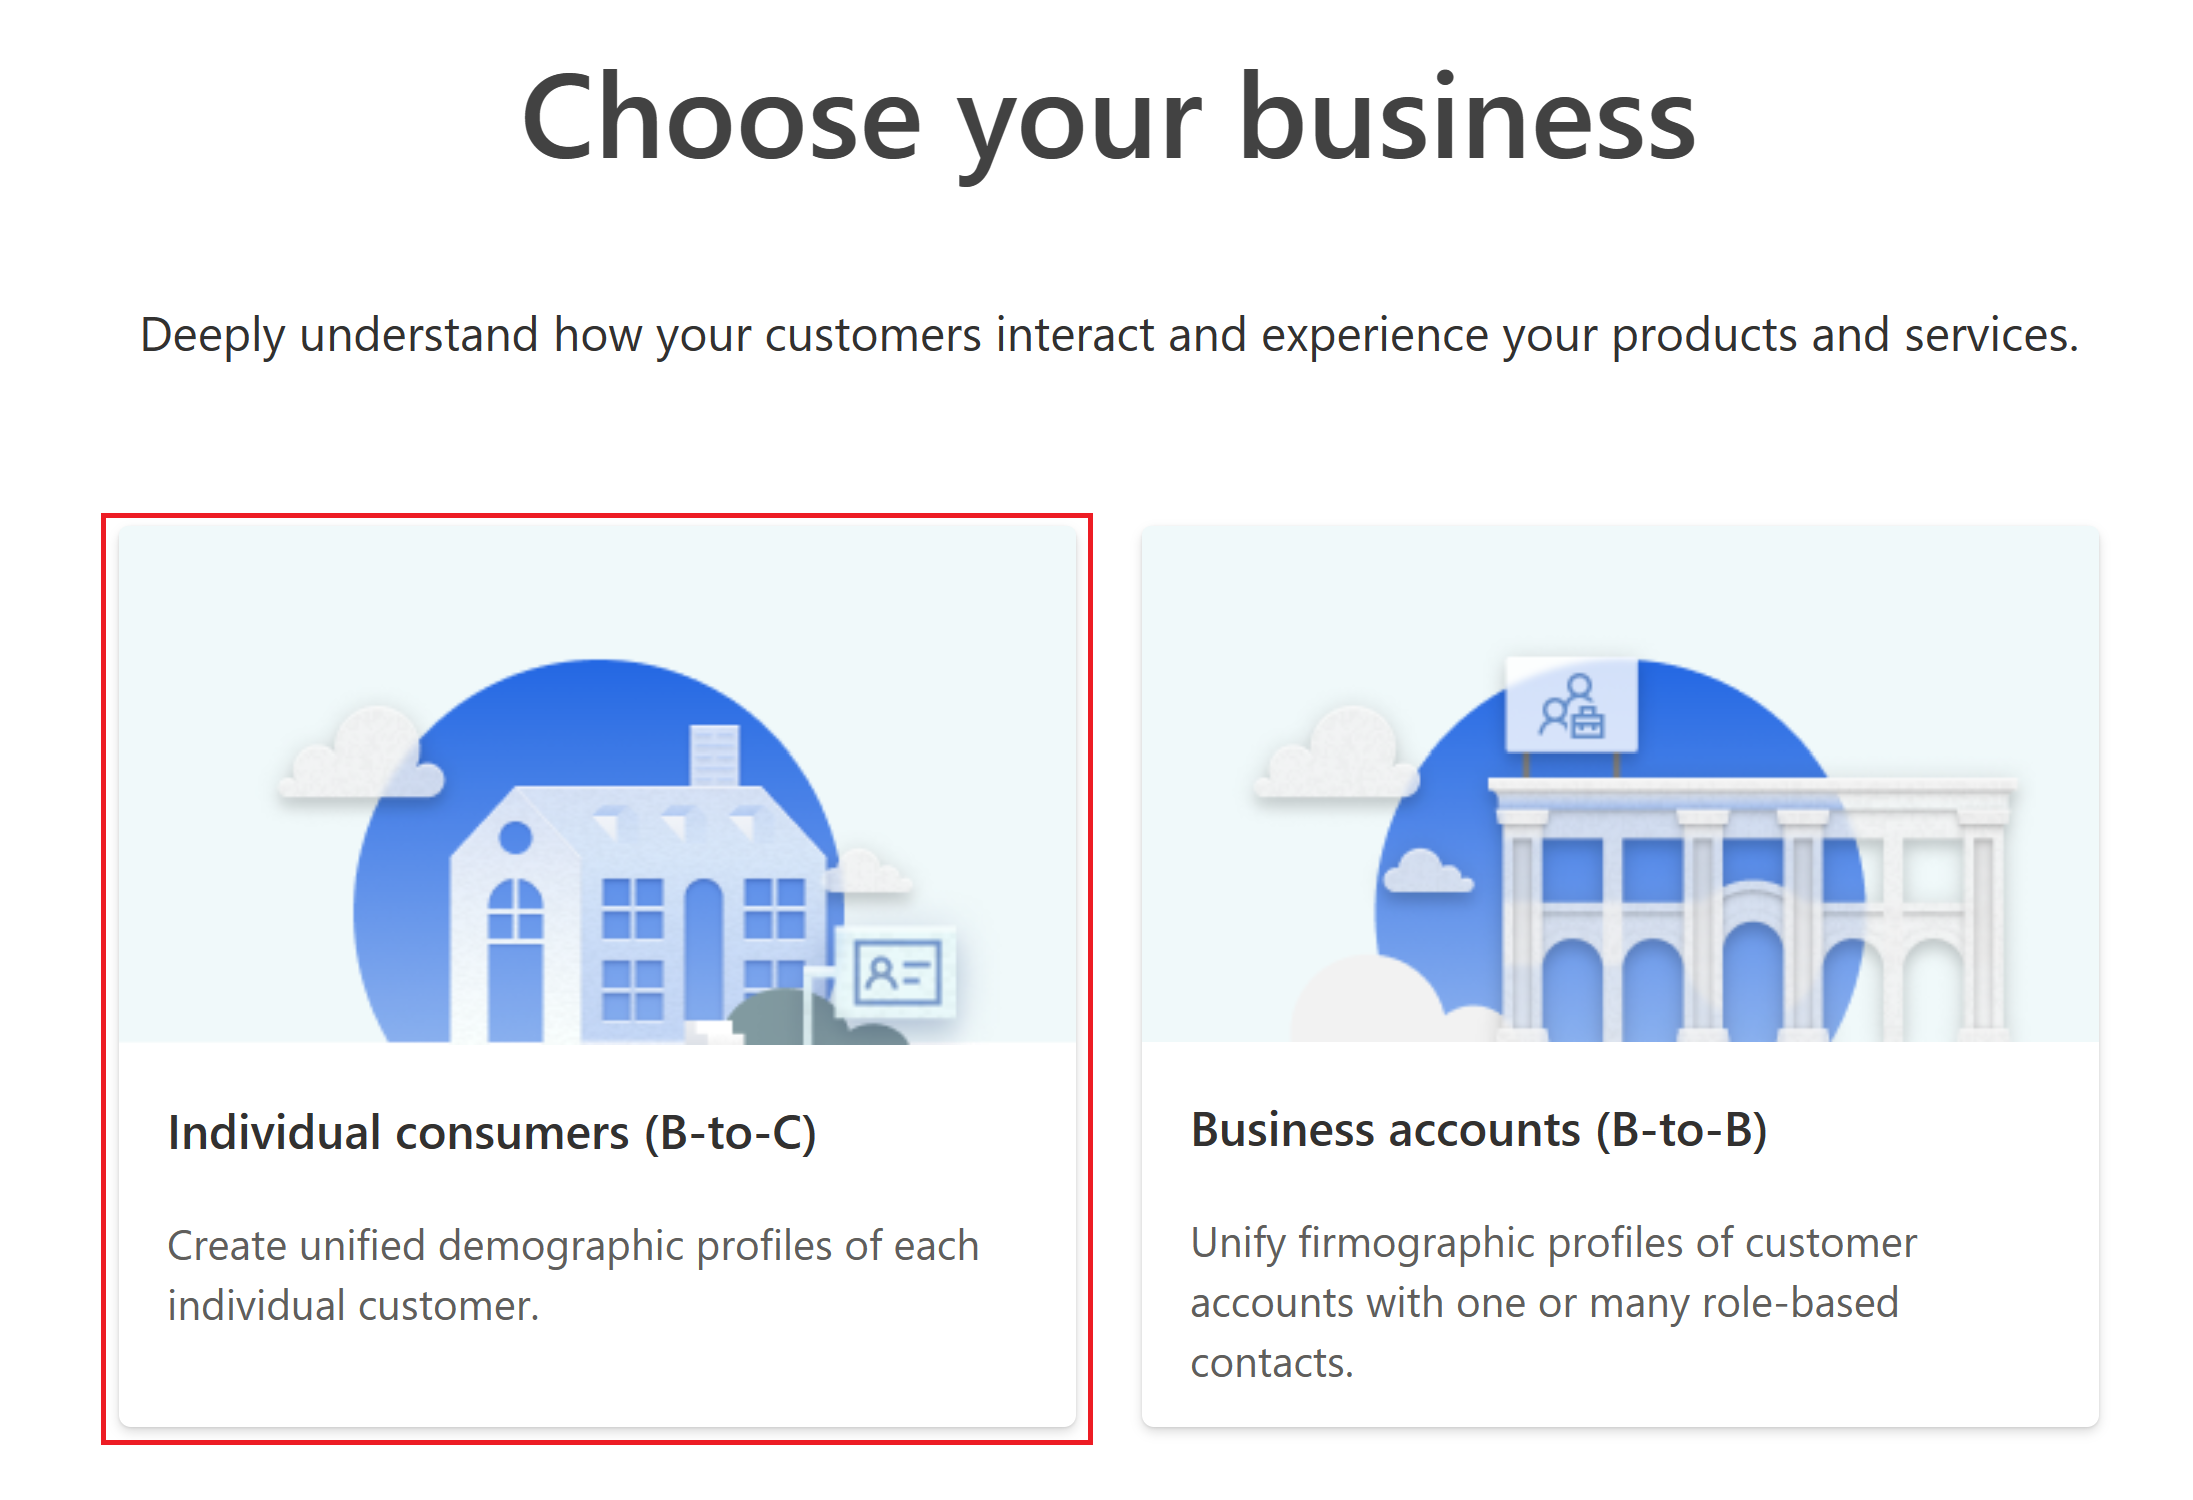 Choose your business
Deeply understand how your customers interact and experience your products and services.
Individual consumers (B-to-C)
Create unified demographic profiles of each
individual customer.
Business accounts (B-to-B)
Unify firmographic profiles of customer
accounts with one or many role-based
contacts.